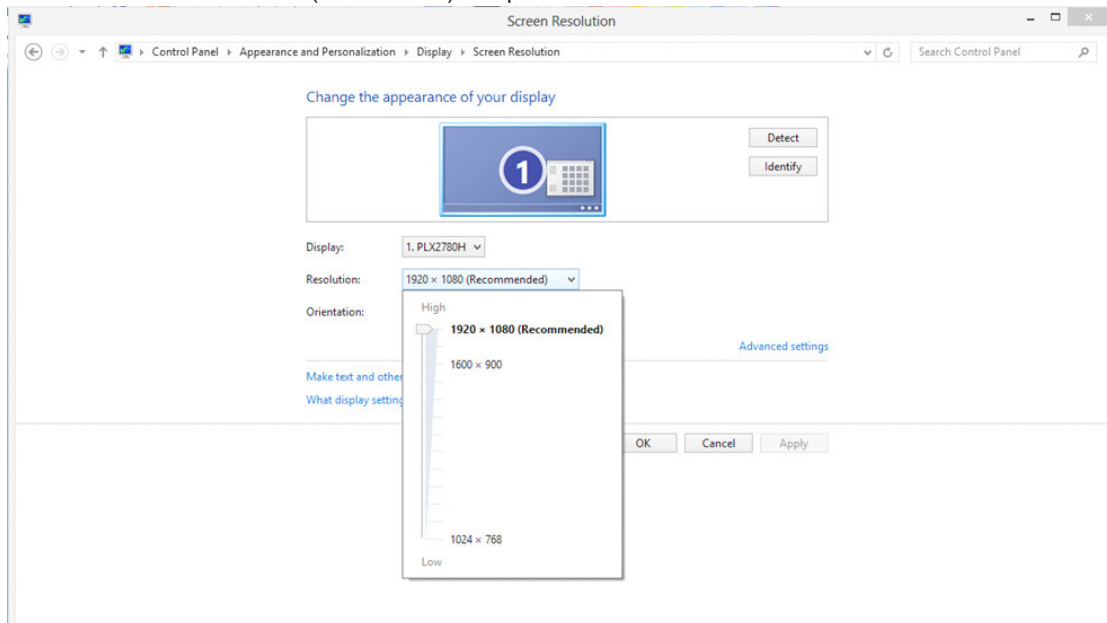 Screen Resolution
Control Panel Appearance and Personalization Display Screen Resolution
Search Control Panel
Change the appearance of your display
1
Detect
Identify
Display: 1. PLX2780H
Resolution: 1920 × 1080 (Recommended)
Orientation:
High
1920 × 1080 (Recommended)
1600 × 900
1024 × 768
Low
Advanced settings
Make text and other
What display setting
OK Cancel Apply